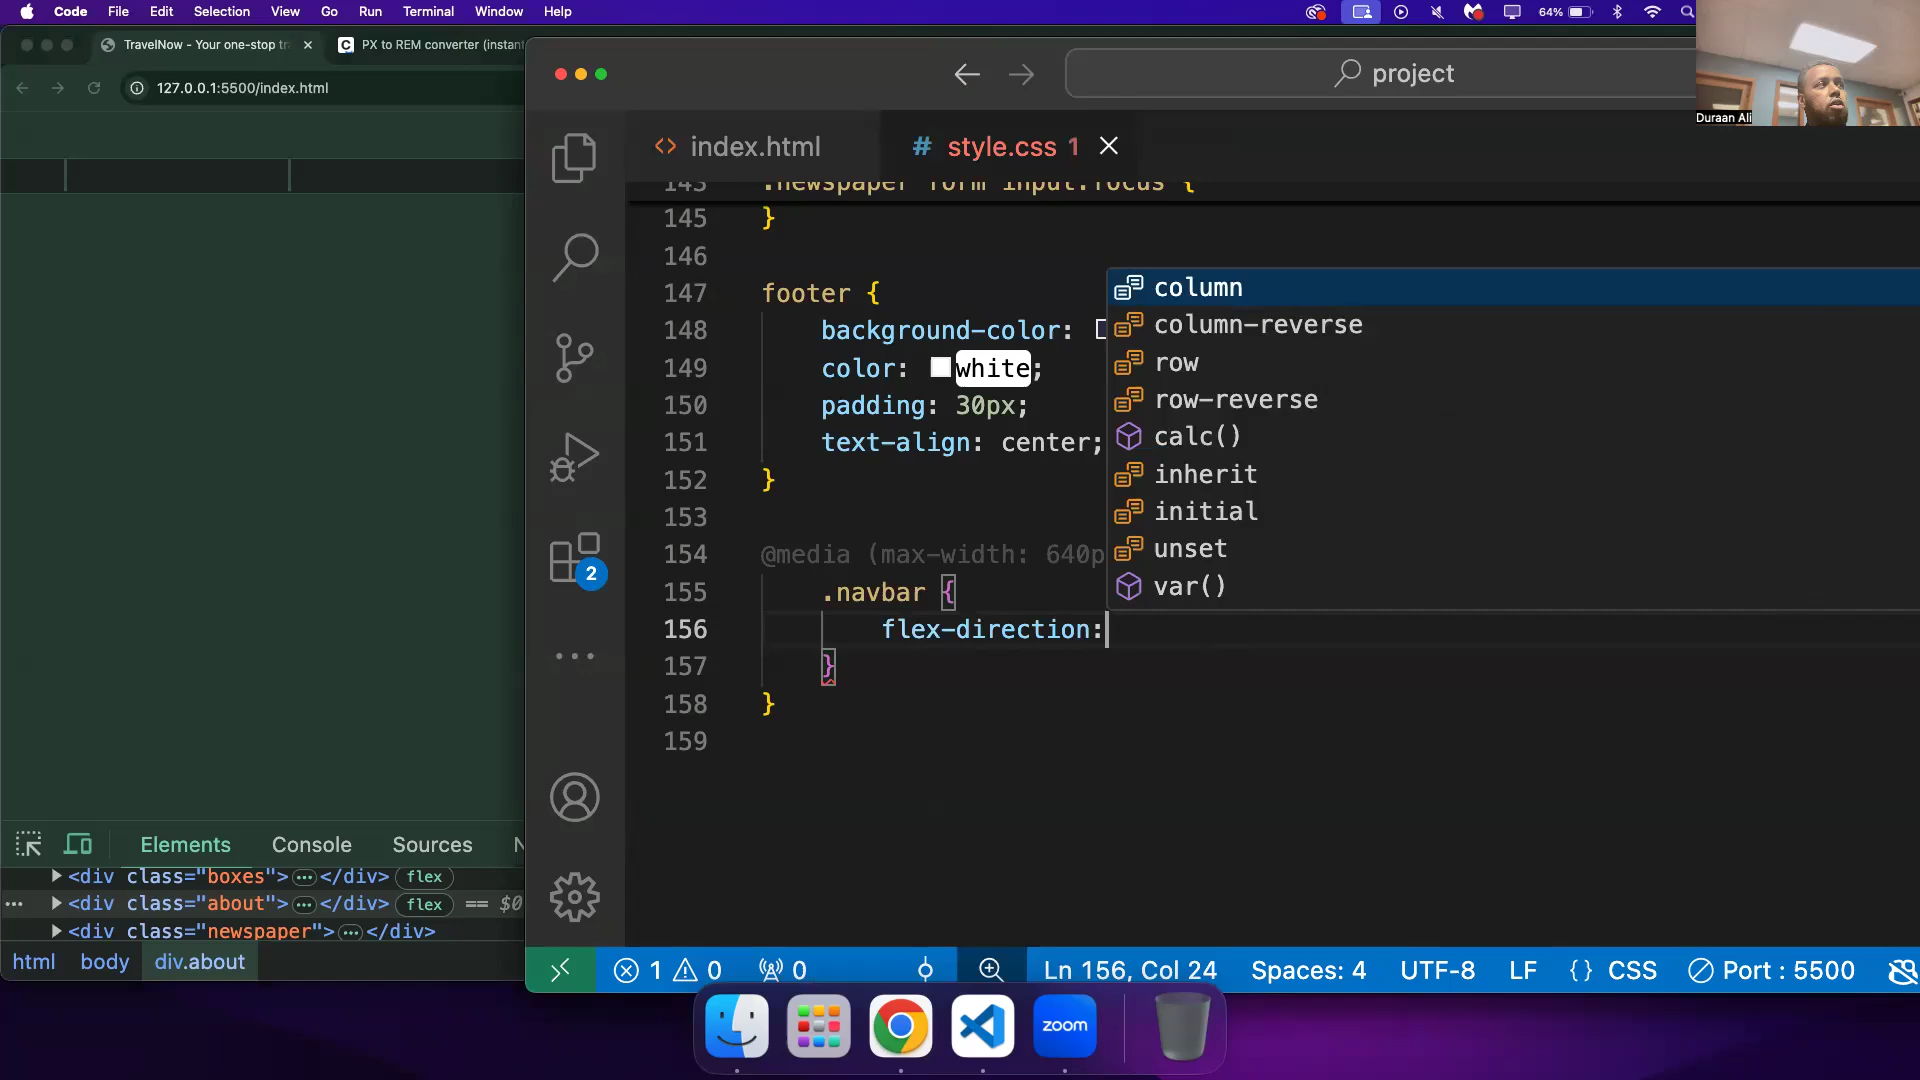 Code File Edit Selection View Go Run Terminal Window Help 64%
TravelNow - Your one-stop tr
PX to REM converter (instant
127.0.0.1:5500/index.html
project
Duraan Ali
index.html
# style.css 1
143 .newspaper form input:focus {
145 }
146
147 footer {
148 background-color:
149 color: white;
150 padding: 30px;
151 text-align: center;
152 }
153
154 @media (max-width: 640p
155 .navbar {
156 flex-direction:
157 }
158 }
159
column
column-reverse
row
row-reverse
calc()
inherit
initial
unset
var()
2
Elements Console Sources N
<div class="boxes">…</div> flex
<div class="about">…</div> flex == $0
<div class="newspaper">…</div>
html body div.about
1 0 0 Ln 156, Col 24 Spaces: 4 UTF-8 LF {} CSS Port : 5500
zoom